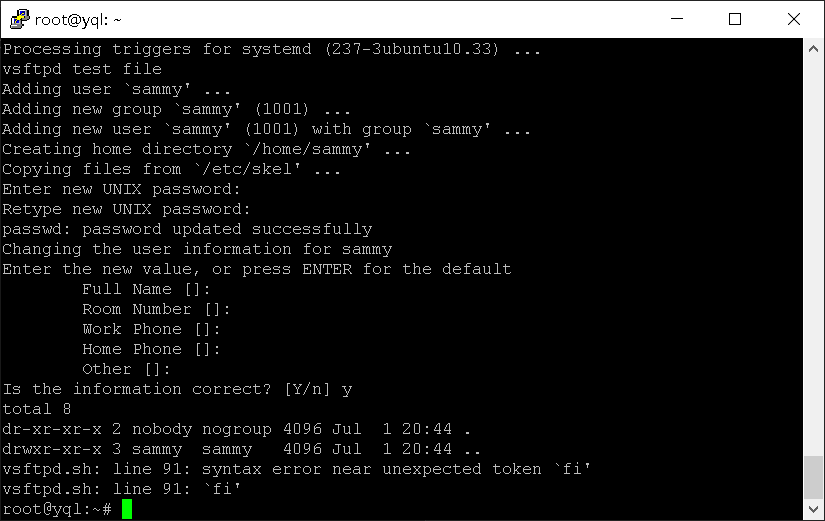 root@yql: ~
Processing triggers for systemd (237-3ubuntu10.33) ...
vsftpd test file
Adding user `sammy' ...
Adding new group `sammy' (1001) ...
Adding new user `sammy' (1001) with group `sammy' ...
Creating home directory `/home/sammy' ...
Copying files from `/etc/skel' ...
Enter new UNIX password:
Retype new UNIX password:
passwd: password updated successfully
Changing the user information for sammy
Enter the new value, or press ENTER for the default
        Full Name []:
        Room Number []:
        Work Phone []:
        Home Phone []:
        Other []:
Is the information correct? [Y/n] y
total 8
dr-xr-xr-x 2 nobody nogroup 4096 Jul  1 20:44 .
drwxr-xr-x 3 sammy  sammy   4096 Jul  1 20:44 ..
vsftpd.sh: line 91: syntax error near unexpected token `fi'
vsftpd.sh: line 91: `fi'
root@yql:~#